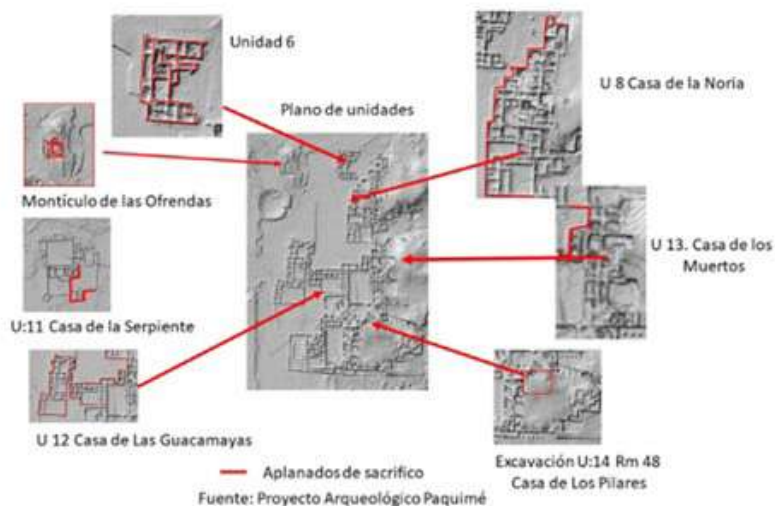 Unidad 6
U 8 Casa de la Noria
Plano de unidades
Montículo de las Ofrendas
U 13. Casa de los
Muertos
U:11 Casa de la Serpiente
U 12 Casa de Las Guacamayas
Excavación U:14 Rm 48
Casa de Los Pilares
Aplanados de sacrifico
Fuente: Proyecto Arqueológico Paquimé